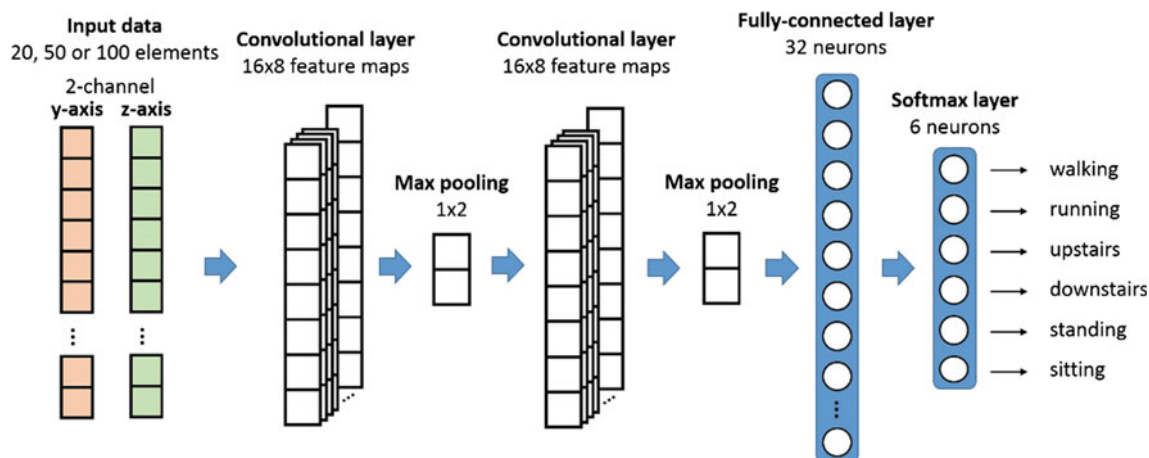 Input data
20, 50 or 100 elements
2-channel
y-axis z-axis
Convolutional layer
16x8 feature maps
Max pooling
1x2
Convolutional layer
16x8 feature maps
Max pooling
1x2
Fully-connected layer
32 neurons
Softmax layer
6 neurons
walking
running
upstairs
downstairs
standing
sitting